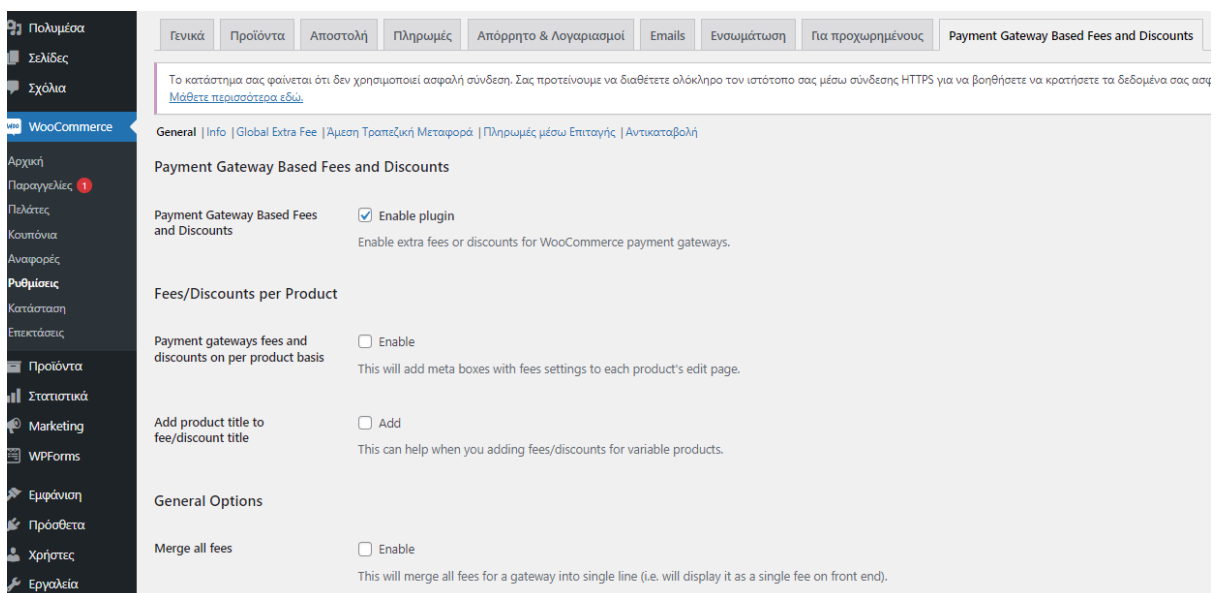 Πολυμέσα
Σελίδες
Σχόλια
WooCommerce
Αρχική
Παραγγελίες 1
Πελάτες
Κουπόνια
Αναφορές
Ρυθμίσεις
Κατάσταση
Επεκτάσεις
Προϊόντα
Στατιστικά
Marketing
WPForms
Εμφάνιση
Πρόσθετα
Χρήστες
Εργαλεία
Γενικά
Προϊόντα
Αποστολή
Πληρωμές
Απόρρητο & Λογαριασμοί
Emails
Ενσωμάτωση
Για προχωρημένους
Payment Gateway Based Fees and Discounts
Το κατάστημα σας φαίνεται ότι δεν χρησιμοποιεί ασφαλή σύνδεση. Σας προτείνουμε να διαθέτετε ολόκληρο τον ιστότοπο σας μέσω σύνδεσης HTTPS για να βοηθήσετε να κρατήσετε τα δεδομένα σας
Μάθετε περισσότερα εδώ.
General | Info | Global Extra Fee | Άμεση Τραπεζική Μεταφορά | Πληρωμές μέσω Επιταγής | Αντικαταβολή
Payment Gateway Based Fees and Discounts
Payment Gateway Based Fees
and Discounts
Enable plugin
Enable extra fees or discounts for WooCommerce payment gateways.
Fees/Discounts per Product
Payment gateways fees and
discounts on per product basis
Enable
This will add meta boxes with fees settings to each product's edit page.
Add product title to
fee/discount title
Add
This can help when you adding fees/discounts for variable products.
General Options
Merge all fees
Enable
This will merge all fees for a gateway into single line (i.e. will display it as a single fee on front end).